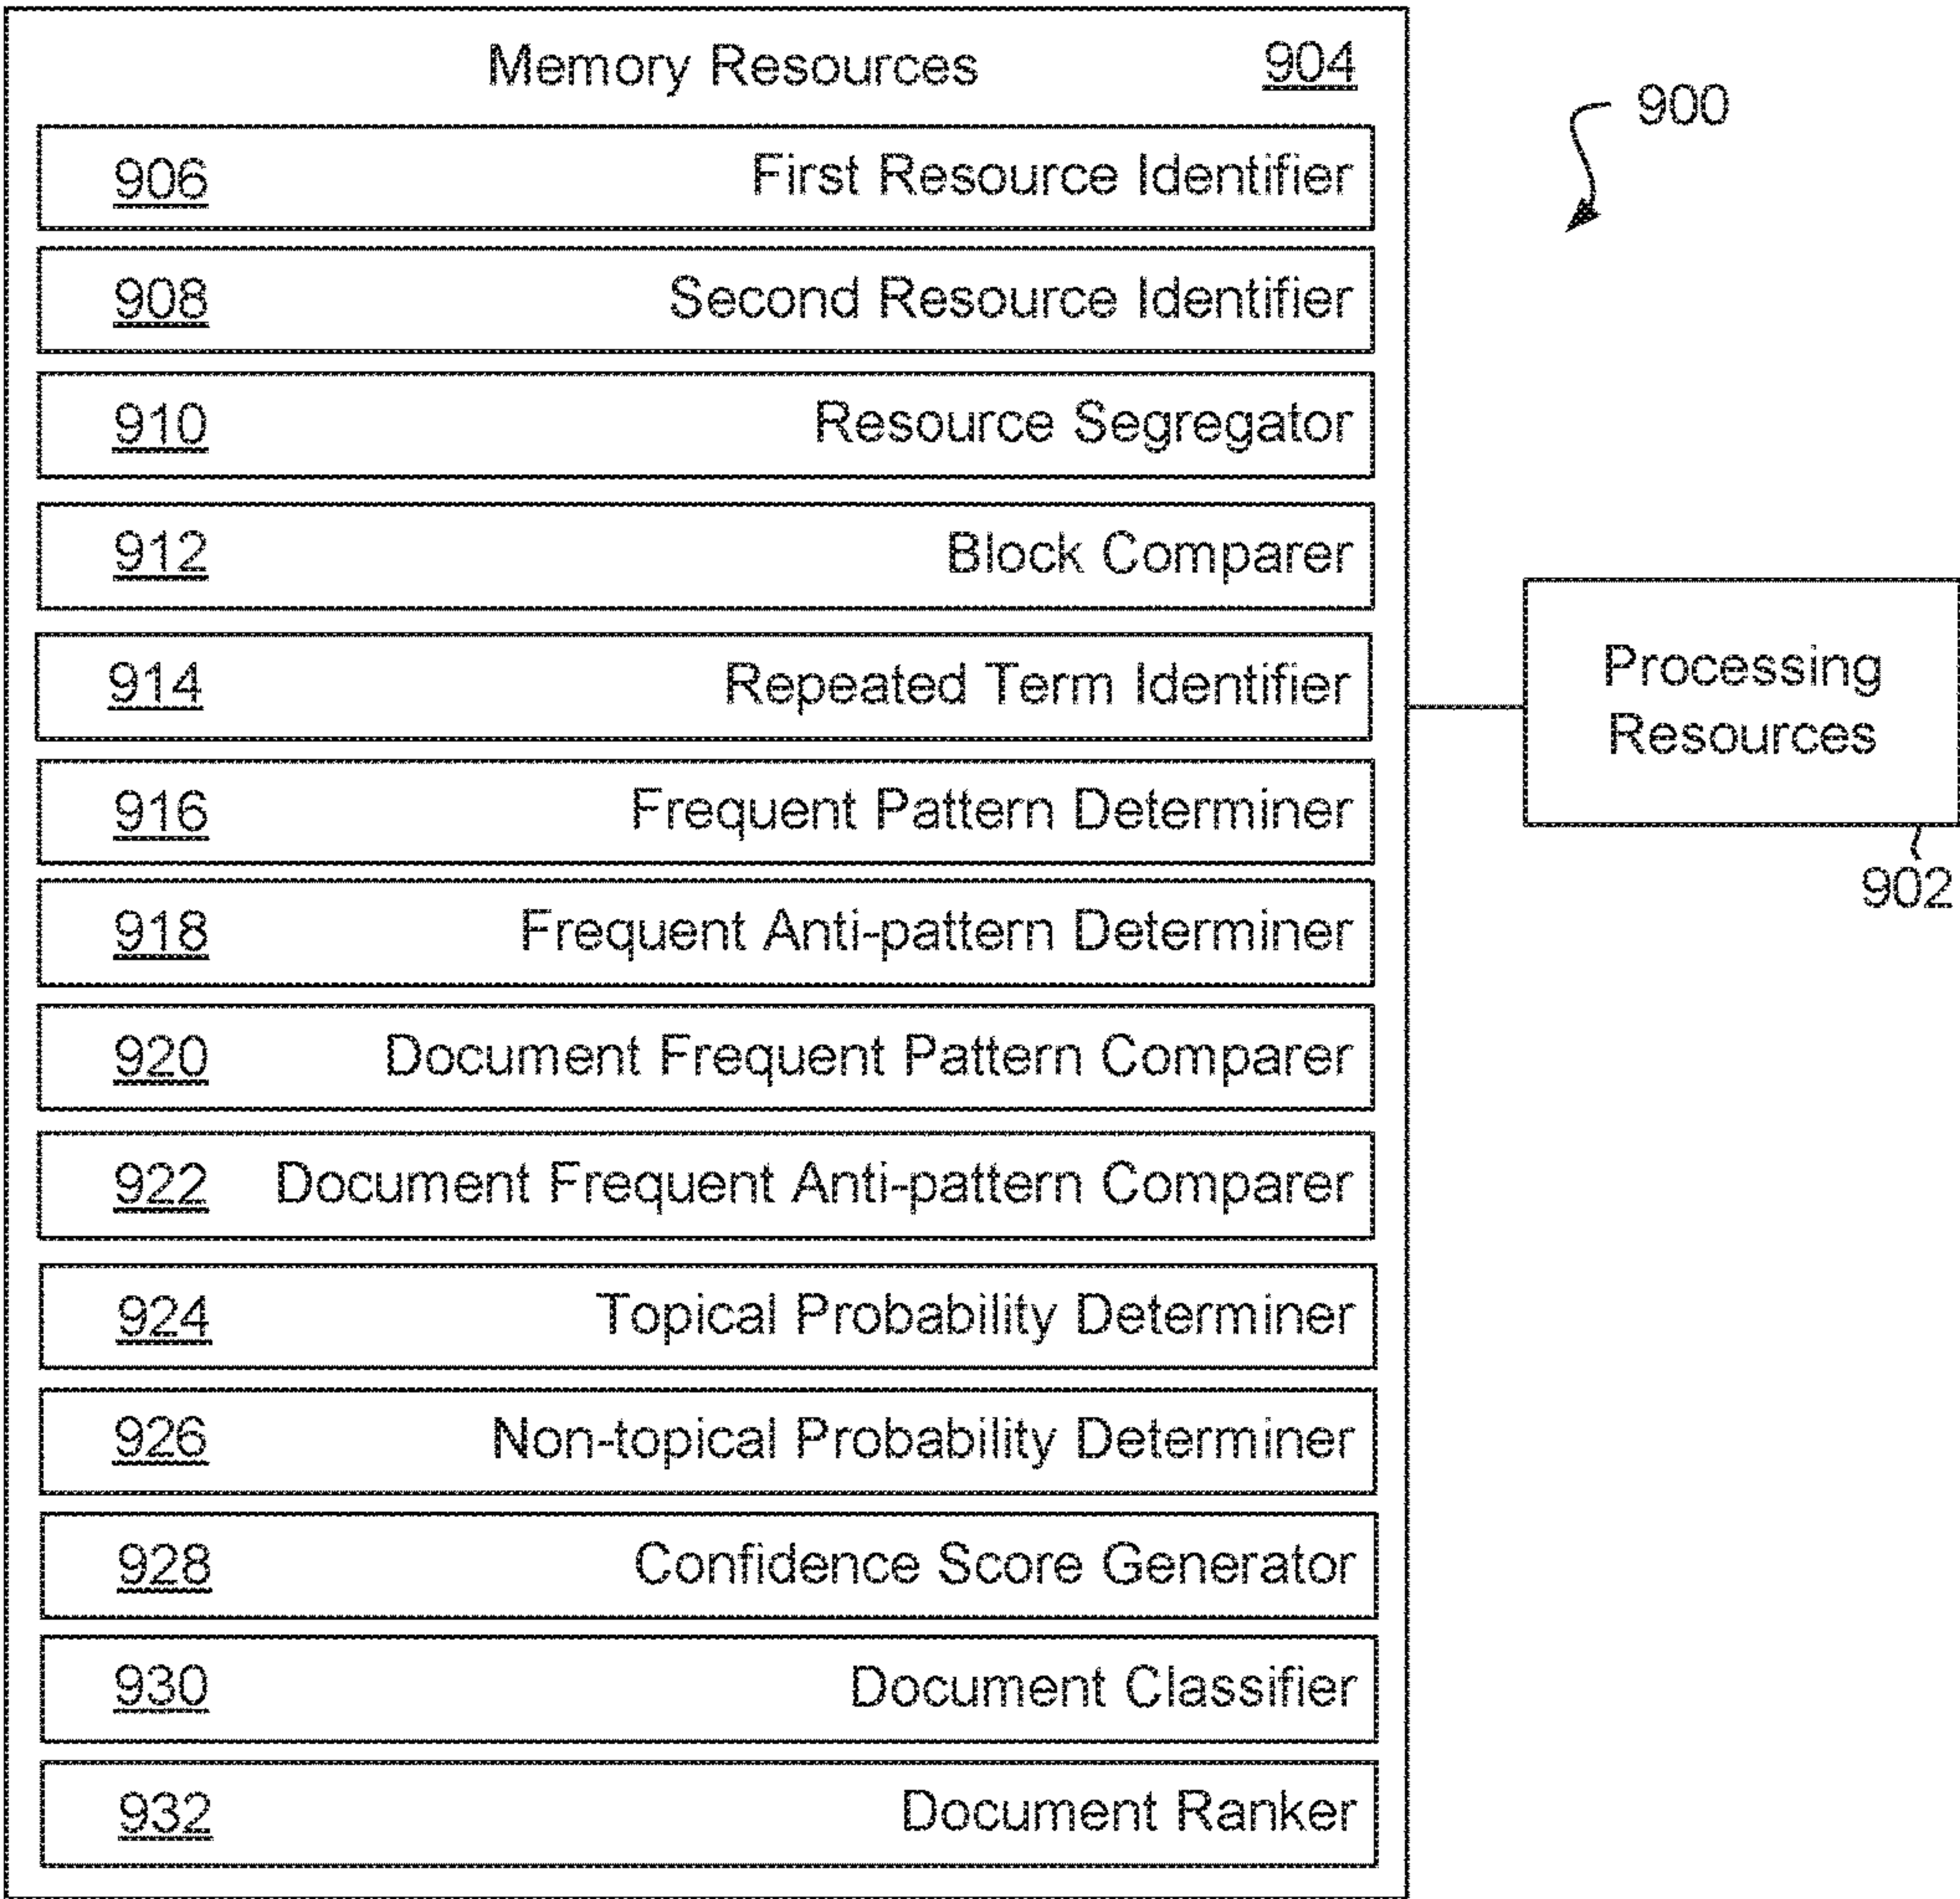 Memory Resources 904
900
906 First Resource Identifier
908 Second Resource Identifier
910 Resource Segregator
912 Block Comparer
914 Repeated Term Identifier
916 Frequent Pattern Determiner
918 Frequent Anti-pattern Determiner
920 Document Frequent Pattern Comparer
922 Document Frequent Anti-pattern Comparer
924 Topical Probability Determiner
926 Non-topical Probability Determiner
928 Confidence Score Generator
930 Document Classifier
932 Document Ranker
Processing
Resources
902